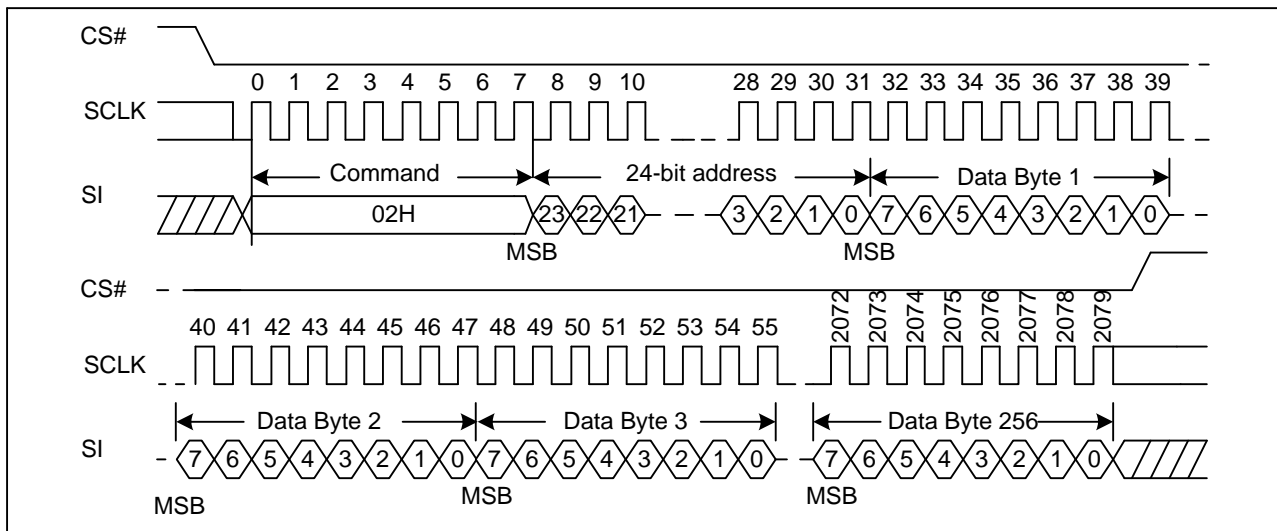 CS#
0 1 2 3 4 5 6 7 8 9 10 28 29 30 31 32 33 34 35 36 37 38 39
SCLK
Command 24-bit address Data Byte 1
SI
02H 23 22 21 3 2 1 0 7 6 5 4 3 2 1 0
MSB MSB
CS#
2072 2073 2074 2075 2076 2077 2078 2079
40 41 42 43 44 45 46 47 48 49 50 51 52 53 54 55
SCLK
Data Byte 2 Data Byte 3 Data Byte 256
SI
7 6 5 4 3 2 1 0 7 6 5 4 3 2 1 0 7 6 5 4 3 2 1 0
MSB MSB MSB